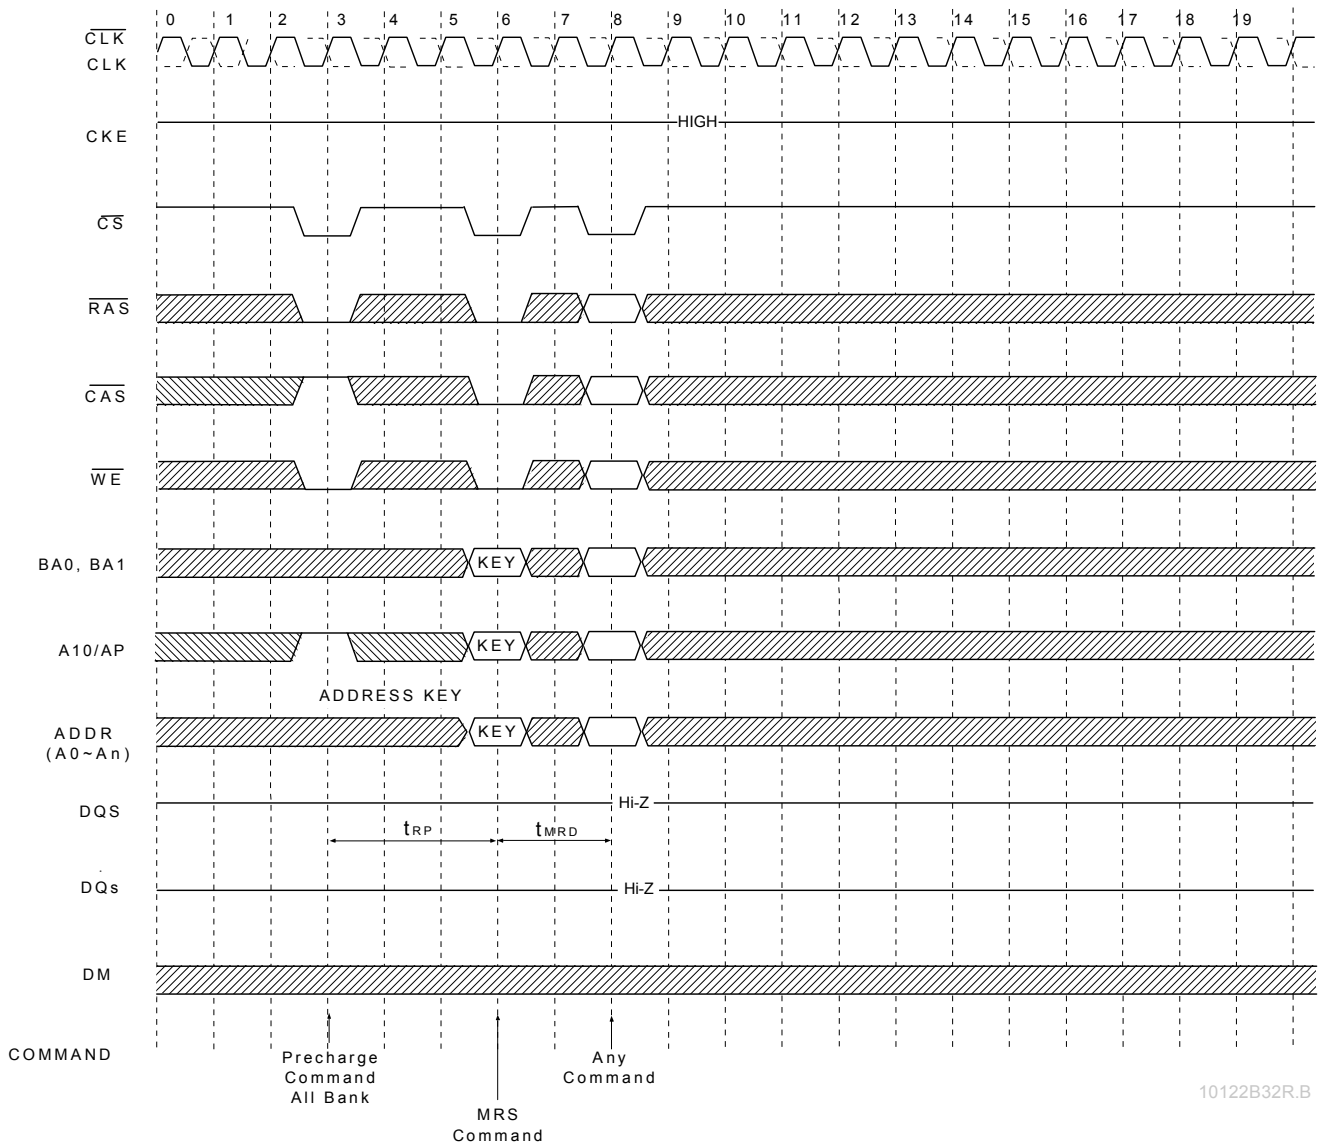 0 1 2 3 4 5 6 7 8 9 10 11 12 13 14 15 16 17 18 19
CLK
CLK
CKE
HIGH
CS
RAS
CAS
WE
BA0, BA1
KEY
A10/AP
KEY
ADDRESS KEY
ADDR
(A0~An)
KEY
DQS
Hi-Z
tRP
tMRD
DQs
Hi-Z
DM
COMMAND
Precharge
Command
All Bank
MRS
Command
Any
Command
10122B32R.B